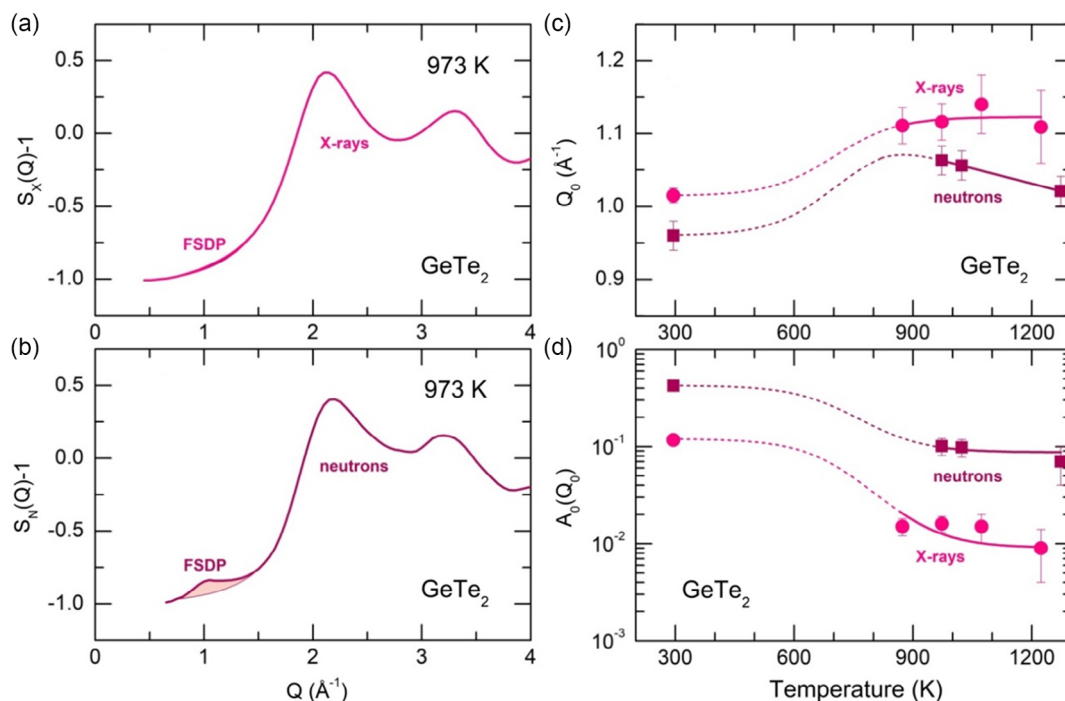 (a)
0.5
0.0
-0.5
-1.0
S_X(Q)-1
973 K
X-rays
FSDP
GeTe₂
0 1 2 3 4
(b)
0.5
0.0
-0.5
-1.0
S_N(Q)-1
973 K
neutrons
FSDP
GeTe₂
0 1 2 3 4
Q (Å⁻¹)
(c)
1.2
1.1
1.0
0.9
Q₀ (Å⁻¹)
X-rays
neutrons
GeTe₂
300 600 900 1200
(d)
10⁰
10⁻¹
10⁻²
10⁻³
A₀(Q₀)
neutrons
X-rays
GeTe₂
300 600 900 1200
Temperature (K)